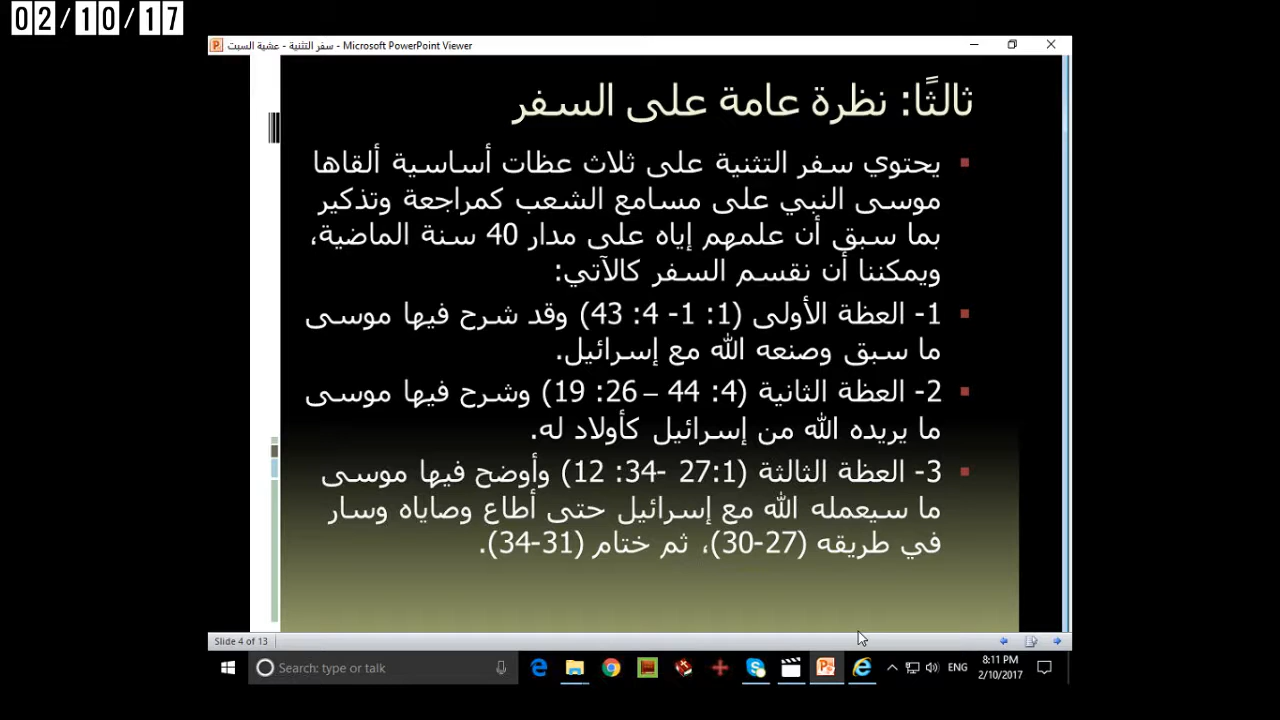 02/10/17
سفر التثنية - عشية السبت - Microsoft PowerPoint Viewer
ثالثًا: نظرة عامة على السفر
يحتوي سفر التثنية على ثلاث عظات أساسية ألقاها
موسى النبي على مسامع الشعب كمراجعة وتذكير
بما سبق أن علمهم إياه على مدار 40 سنة الماضية،
ويمكننا أن نقسم السفر كالآتي:
1- العظة الأولى (1: 1- 4: 43) وقد شرح فيها موسى
ما سبق وصنعه الله مع إسرائيل.
2- العظة الثانية (4: 44 – 26: 19) وشرح فيها موسى
ما يريده الله من إسرائيل كأولاد له.
3- العظة الثالثة (27:1 -34: 12) وأوضح فيها موسى
ما سيعمله الله مع إسرائيل حتى أطاع وصاياه وسار
في طريقه (27-30)، ثم ختام (31-34).
Slide 4 of 13
Search: type or talk
ENG
8:11 PM
2/10/2017